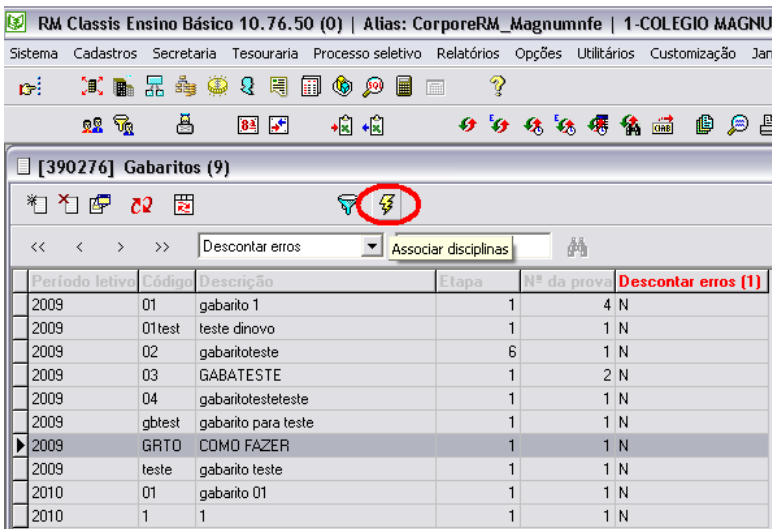 RM Classis Ensino Básico 10.76.50 (0) | Alias: CorporeRM_Magnumnfe | 1-COLEGIO MAGNU
Sistema Cadastros Secretaria Tesouraria Processo seletivo Relatórios Opções Utilitários Customização Jan
[390276] Gabaritos (9)
<< < > >> Descontar erros Associar disciplinas
Período letivo Código Descrição Etapa Nª da prova Descontar erros (1)
2009 01 gabarito 1 1 4 N
2009 01test teste dinovo 1 1 N
2009 02 gabaritoteste 6 1 N
2009 03 GABATESTE 1 2 N
2009 04 gabaritotesteteste 1 1 N
2009 gbtest gabarito para teste 1 1 N
2009 GRTO COMO FAZER 1 1 N
2009 teste gabarito teste 1 1 N
2010 01 gabarito 01 1 1 N
2010 1 1 1 1 N